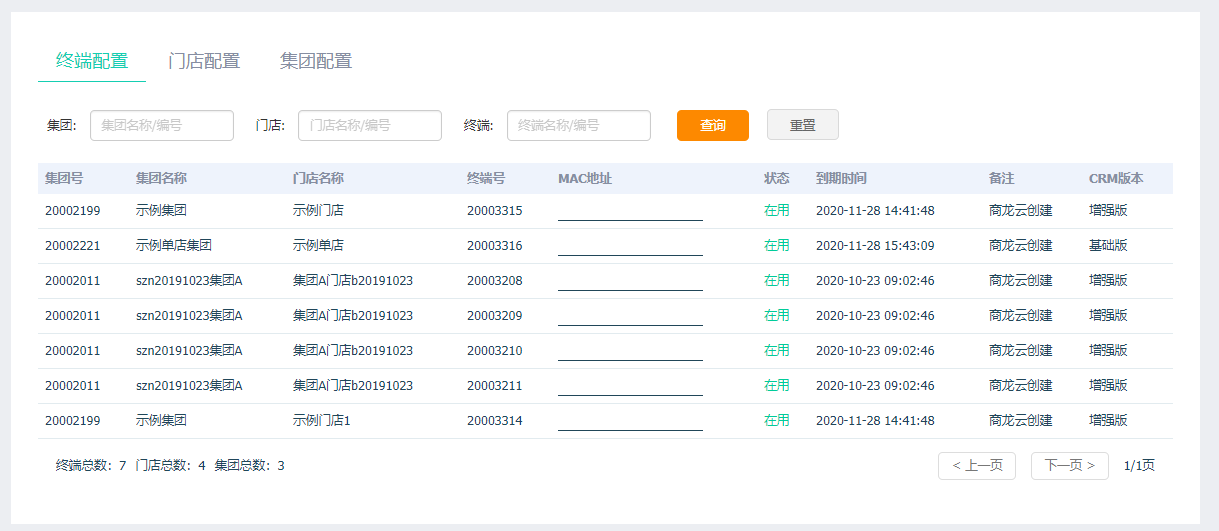 终端配置 门店配置 集团配置
集团: 集团名称/编号 门店: 门店名称/编号 终端: 终端名称/编号 查询 重置
集团号 集团名称 门店名称 终端号 MAC地址 状态 到期时间 备注 CRM版本
20002199 示例集团 示例门店 20003315 在用 2020-11-28 14:41:48 商龙云创建 增强版
20002221 示例单店集团 示例单店 20003316 在用 2020-11-28 15:43:09 商龙云创建 基础版
20002011 szn20191023集团A 集团A门店b20191023 20003208 在用 2020-10-23 09:02:46 商龙云创建 增强版
20002011 szn20191023集团A 集团A门店b20191023 20003209 在用 2020-10-23 09:02:46 商龙云创建 增强版
20002011 szn20191023集团A 集团A门店b20191023 20003210 在用 2020-10-23 09:02:46 商龙云创建 增强版
20002011 szn20191023集团A 集团A门店b20191023 20003211 在用 2020-10-23 09:02:46 商龙云创建 增强版
20002199 示例集团 示例门店1 20003314 在用 2020-11-28 14:41:48 商龙云创建 增强版
终端总数: 7 门店总数: 4 集团总数: 3 < 上一页 下一页 > 1/1页